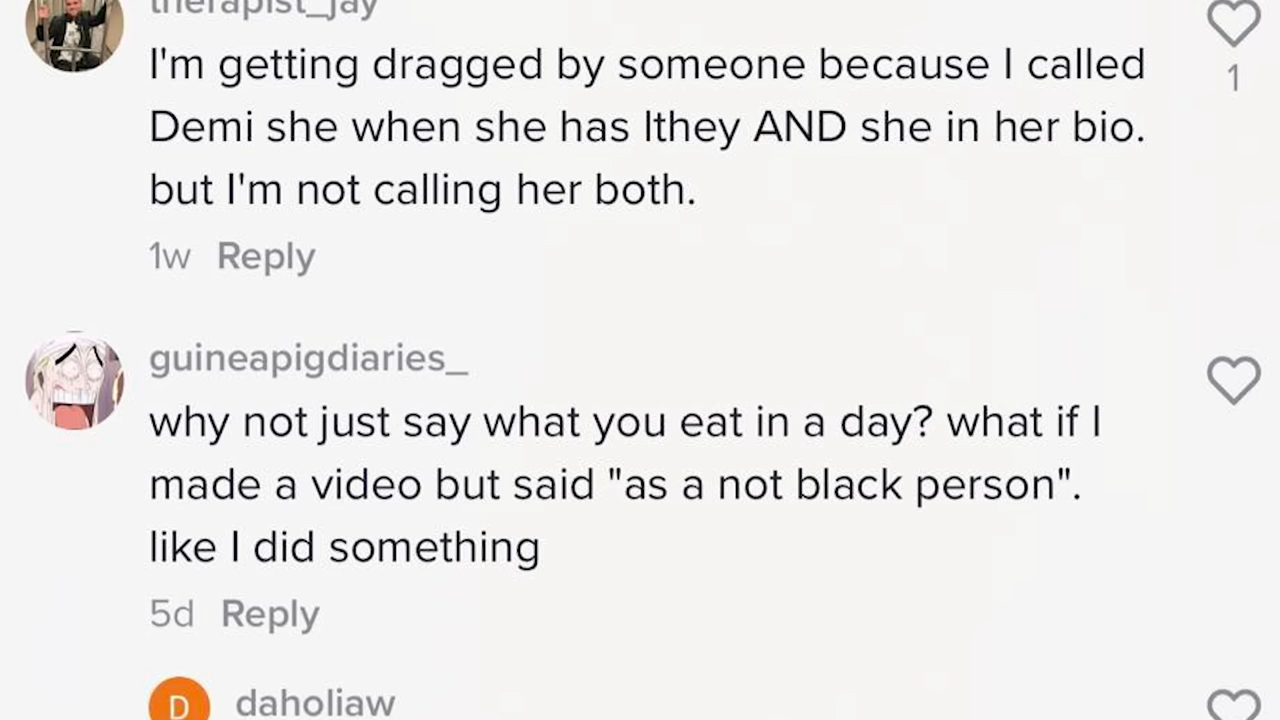 therapist_jay
I'm getting dragged by someone because I called
Demi she when she has Ithey AND she in her bio.
but I'm not calling her both.
1
1w Reply
guineapigdiaries_
why not just say what you eat in a day? what if I
made a video but said "as a not black person".
like I did something
5d Reply
D daholiaw